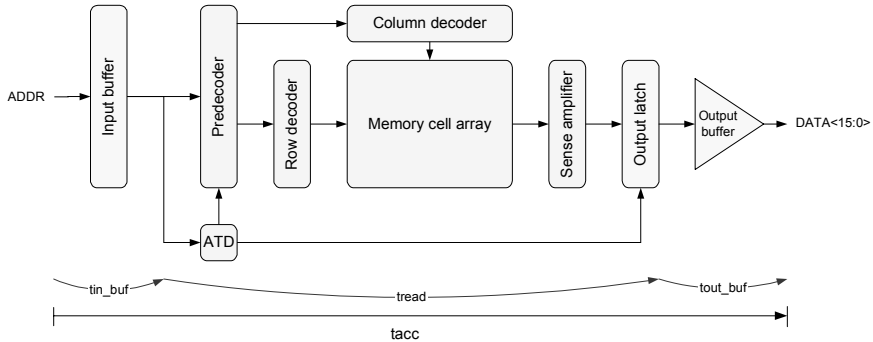 Column decoder
ADDR
Input buffer
Predecoder
Row decoder
Memory cell array
Sense amplifier
Output latch
Output
buffer
DATA<15:0>
ATD
tin_buf
tread
tout_buf
tacc